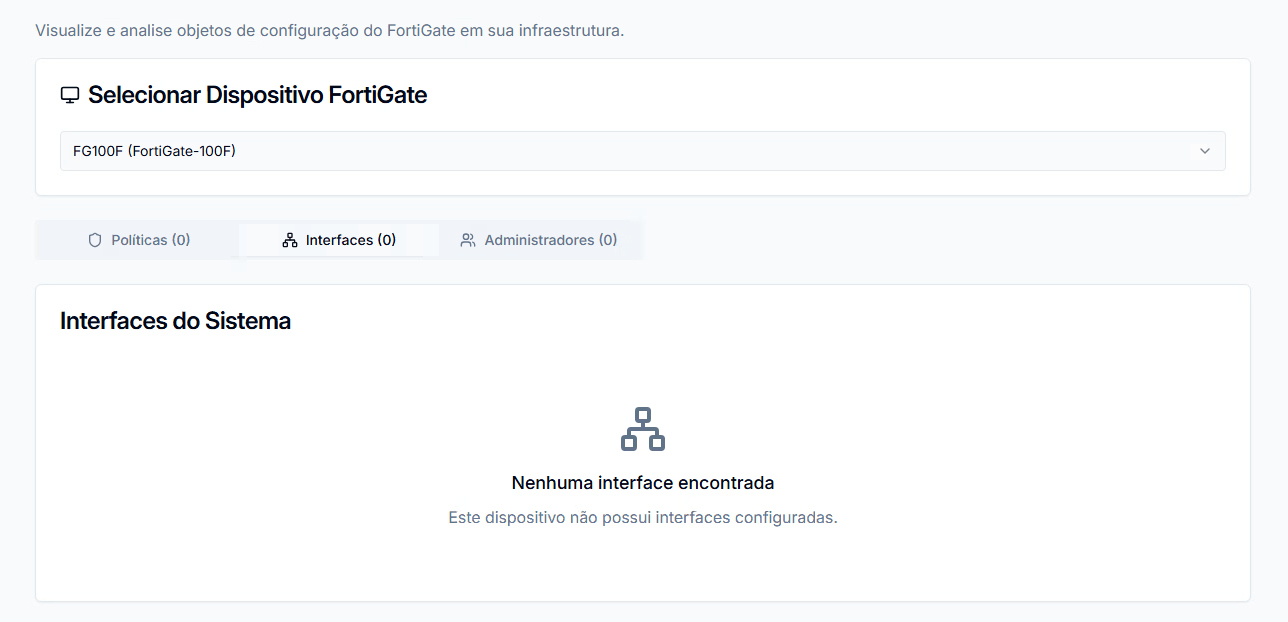 Visualize e analise objetos de configuração do FortiGate em sua infraestrutura.
Selecionar Dispositivo FortiGate
FG100F (FortiGate-100F)
Políticas (0)
Interfaces (0)
Administradores (0)
Interfaces do Sistema
Nenhuma interface encontrada
Este dispositivo não possui interfaces configuradas.